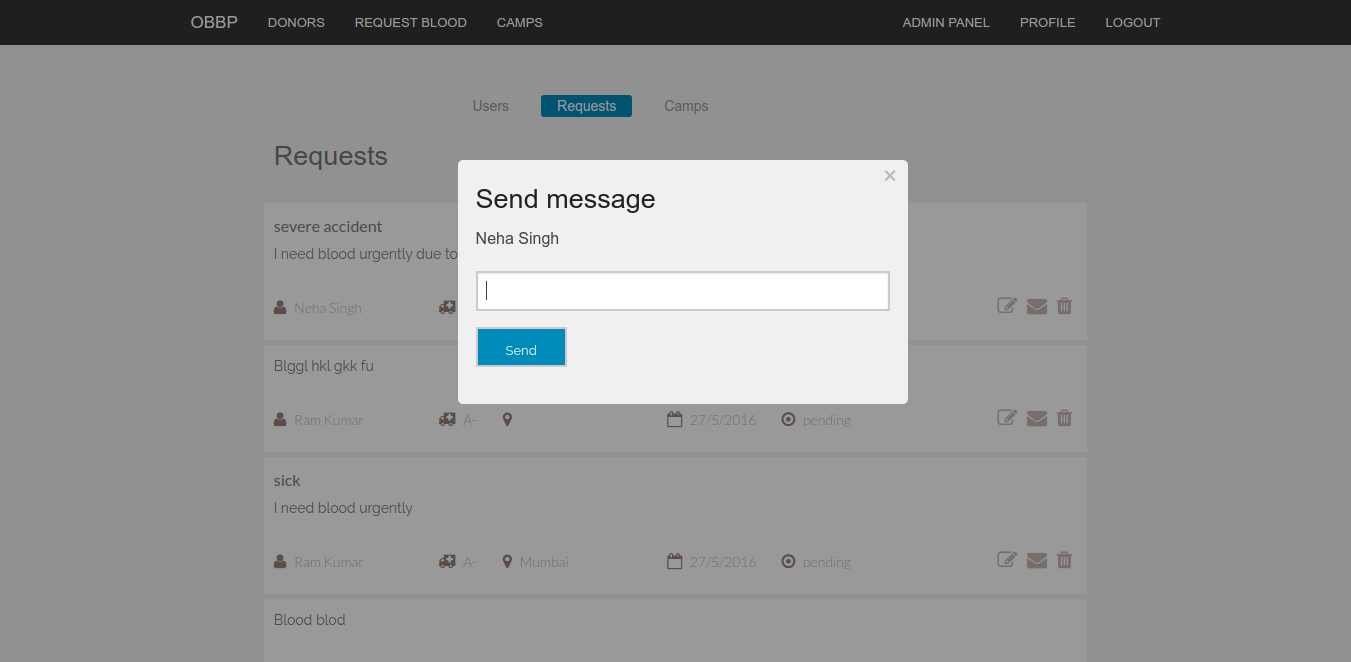 OBBP DONORS REQUEST BLOOD CAMPS ADMIN PANEL PROFILE LOGOUT
Users Requests Camps
Requests
×
Send message
Neha Singh
Send
severe accident
I need blood urgently due to
Neha Singh
Blggl hkl gkk fu
Ram Kumar A- 27/5/2016 pending
sick
I need blood urgently
Ram Kumar A- Mumbai 27/5/2016 pending
Blood blod